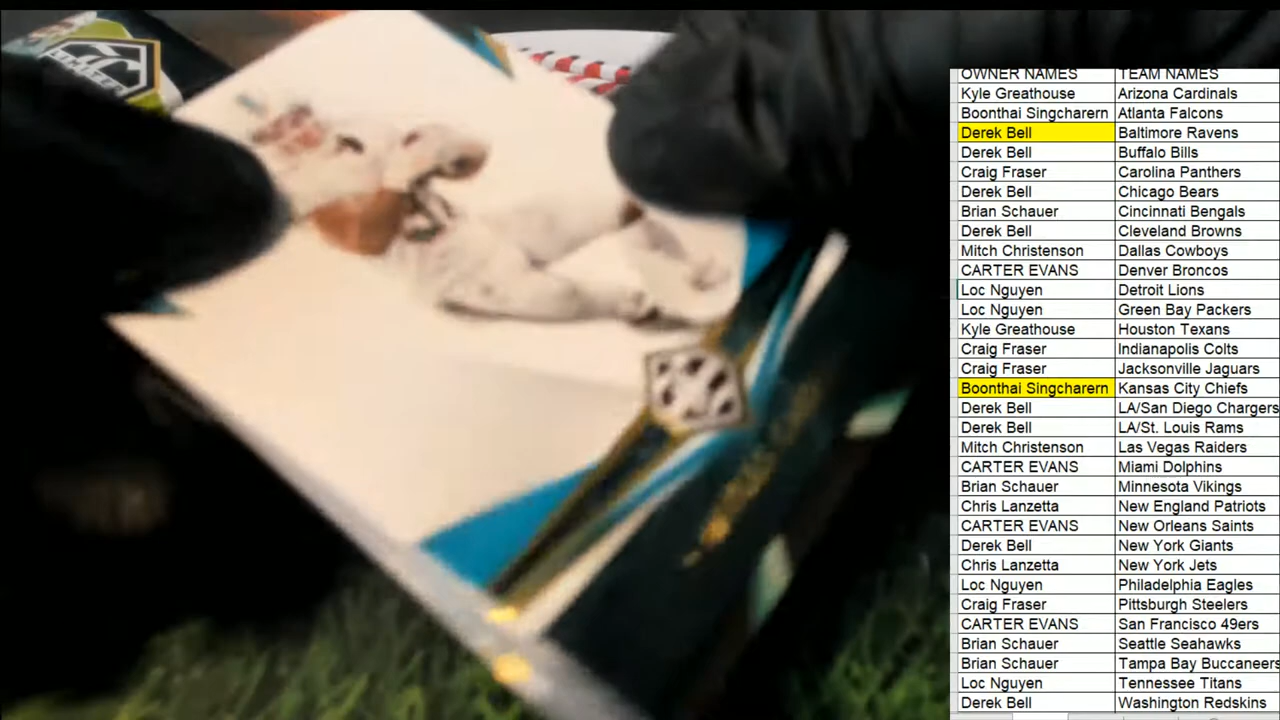 OWNER NAMES TEAM NAMES
Kyle Greathouse Arizona Cardinals
Boonthai Singcharern Atlanta Falcons
Derek Bell Baltimore Ravens
Derek Bell Buffalo Bills
Craig Fraser Carolina Panthers
Derek Bell Chicago Bears
Brian Schauer Cincinnati Bengals
Derek Bell Cleveland Browns
Mitch Christenson Dallas Cowboys
CARTER EVANS Denver Broncos
Loc Nguyen Detroit Lions
Loc Nguyen Green Bay Packers
Kyle Greathouse Houston Texans
Craig Fraser Indianapolis Colts
Craig Fraser Jacksonville Jaguars
Boonthai Singcharern Kansas City Chiefs
Derek Bell LA/San Diego Chargers
Derek Bell LA/St. Louis Rams
Mitch Christenson Las Vegas Raiders
CARTER EVANS Miami Dolphins
Brian Schauer Minnesota Vikings
Chris Lanzetta New England Patriots
CARTER EVANS New Orleans Saints
Derek Bell New York Giants
Chris Lanzetta New York Jets
Loc Nguyen Philadelphia Eagles
Craig Fraser Pittsburgh Steelers
CARTER EVANS San Francisco 49ers
Brian Schauer Seattle Seahawks
Brian Schauer Tampa Bay Buccaneers
Loc Nguyen Tennessee Titans
Derek Bell Washington Redskins